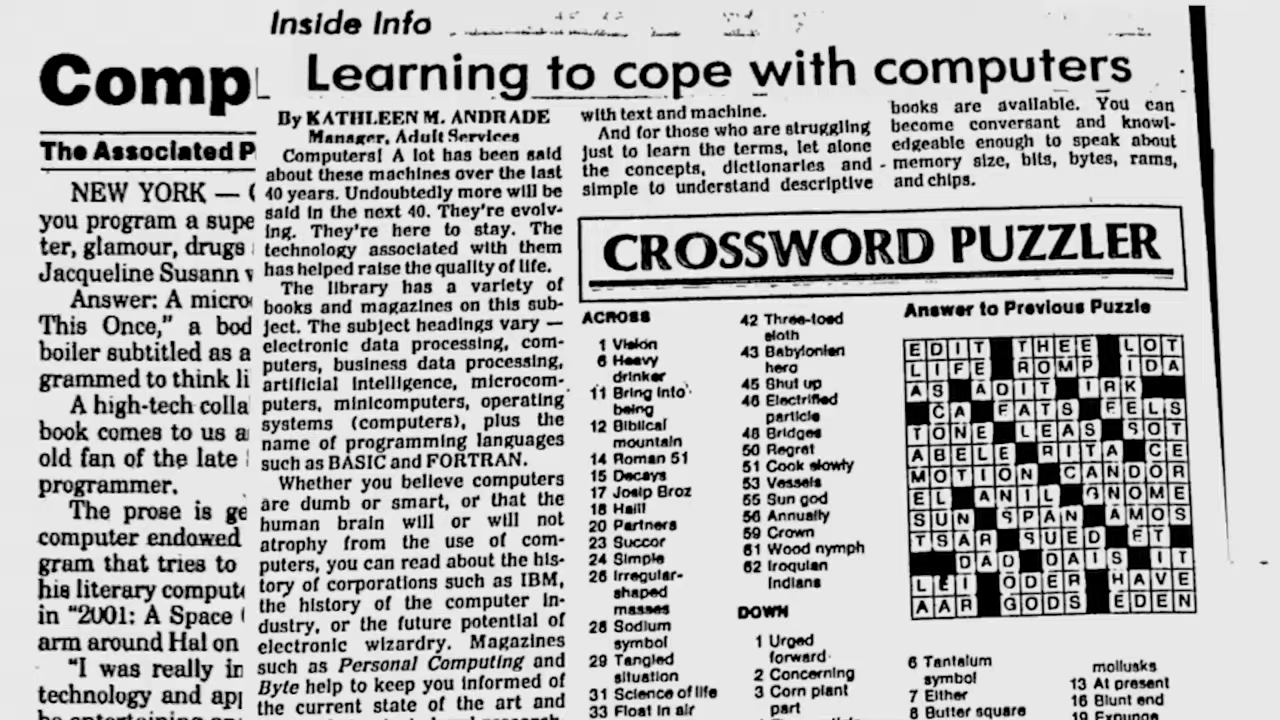 Comp
The Associated P
NEW YORK —
you program a supe
ter, glamour, drugs
Jacqueline Susann
Answer: A micro
This Once,” a bod
boiler subtitled as a
grammed to think li
A high-tech colla
book comes to us a
old fan of the late
programmer.
The prose is ge
computer endowed
gram that tries to
his literary compute
in “2001: A Space
arm around Hal on
“I was really in
technology and app
Inside Info
Learning to cope with computers
By KATHLEEN M. ANDRADE
Manager, Adult Services
Computers! A lot has been said
about these machines over the last
40 years. Undoubtedly more will be
said in the next 40. They're evolv-
ing. They're here to stay. The
technology associated with them
has helped raise the quality of life.
The library has a variety of
books and magazines on this sub-
ject. The subject headings vary —
electronic data processing, com-
puters, business data processing,
artificial intelligence, microcom-
puters, minicomputers, operating
systems (computers), plus the
name of programming languages
such as BASIC and FORTRAN.
Whether you believe computers
are dumb or smart, or that the
human brain will or will not
atrophy from the use of com-
puters, you can read about the his-
tory of corporations such as IBM,
the history of the computer in-
dustry, or the future potential of
electronic wizardry. Magazines
such as Personal Computing and
Byte help to keep you informed of
the current state of the art and
with text and machine.
And for those who are struggling
just to learn the terms, let alone
the concepts, dictionaries and
simple to understand descriptive
books are available. You can
become conversant and knowl-
edgeable enough to speak about
memory size, bits, bytes, rams,
and chips.
CROSSWORD PUZZLER
ACROSS
1 Vision
6 Heavy
drinker
11 Bring into
being
12 Biblical
mountain
14 Roman 51
15 Decays
17 Josip Broz
18 Hail!
20 Partners
23 Succor
24 Simple
26 Irregular-
shaped
masses
28 Sodium
symbol
29 Tangled
situation
31 Science of life
33 Float in air
42 Three-toed
sloth
43 Babylonian
hero
45 Shut up
46 Electrified
particle
48 Bridges
50 Regret
51 Cook slowly
53 Vessels
55 Sun god
56 Annually
59 Crown
61 Wood nymph
62 Iroquian
Indians
DOWN
1 Urged
forward
2 Concerning
3 Corn plant
part
Answer to Previous Puzzle
EDIT THEE LOT
LIFE ROMP IDA
AS ADIT IRK
CA FATS FELS
TONE LEAS SOT
ABELE RITA CE
MOTION CANDOR
EL ANIL GNOME
SUN SPAN AMOS
TSAR SUED ET
DAD OATS IT
LEI ODER HAVE
AAR GODS EDEN
6 Tantalum
symbol
7 Either
8 Butter square
mollusks
13 At present
16 Blunt end
19 Expunge